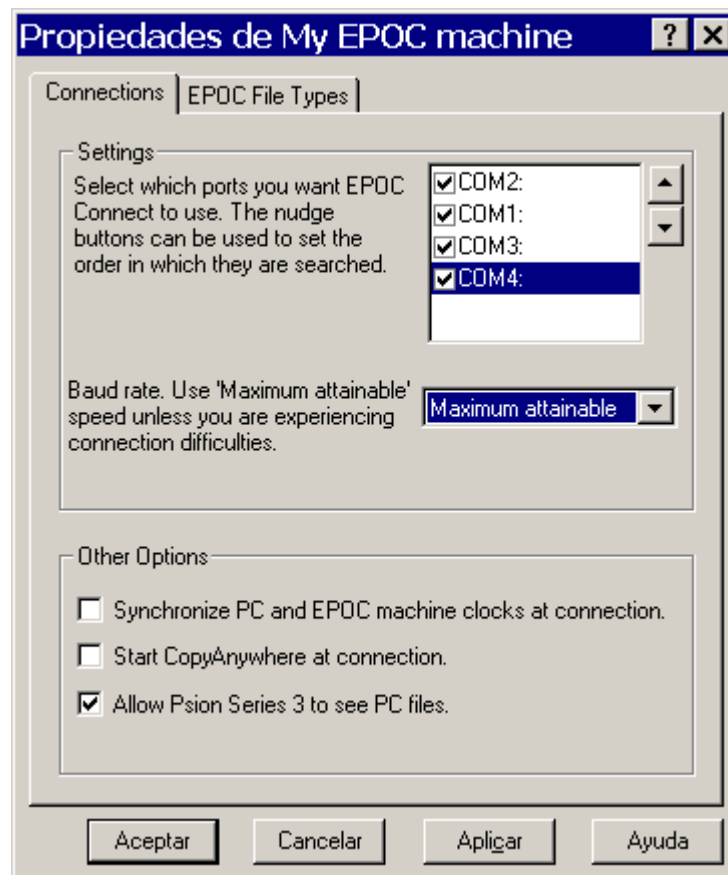 Propiedades de My EPOC machine
Connections
EPOC File Types
Settings
Select which ports you want EPOC
Connect to use. The nudge
buttons can be used to set the
order in which they are searched.
COM2:
COM1:
COM3:
COM4:
Baud rate. Use 'Maximum attainable'
speed unless you are experiencing
connection difficulties.
Maximum attainable
Other Options
Synchronize PC and EPOC machine clocks at connection.
Start CopyAnywhere at connection.
Allow Psion Series 3 to see PC files.
Aceptar
Cancelar
Aplicar
Ayuda